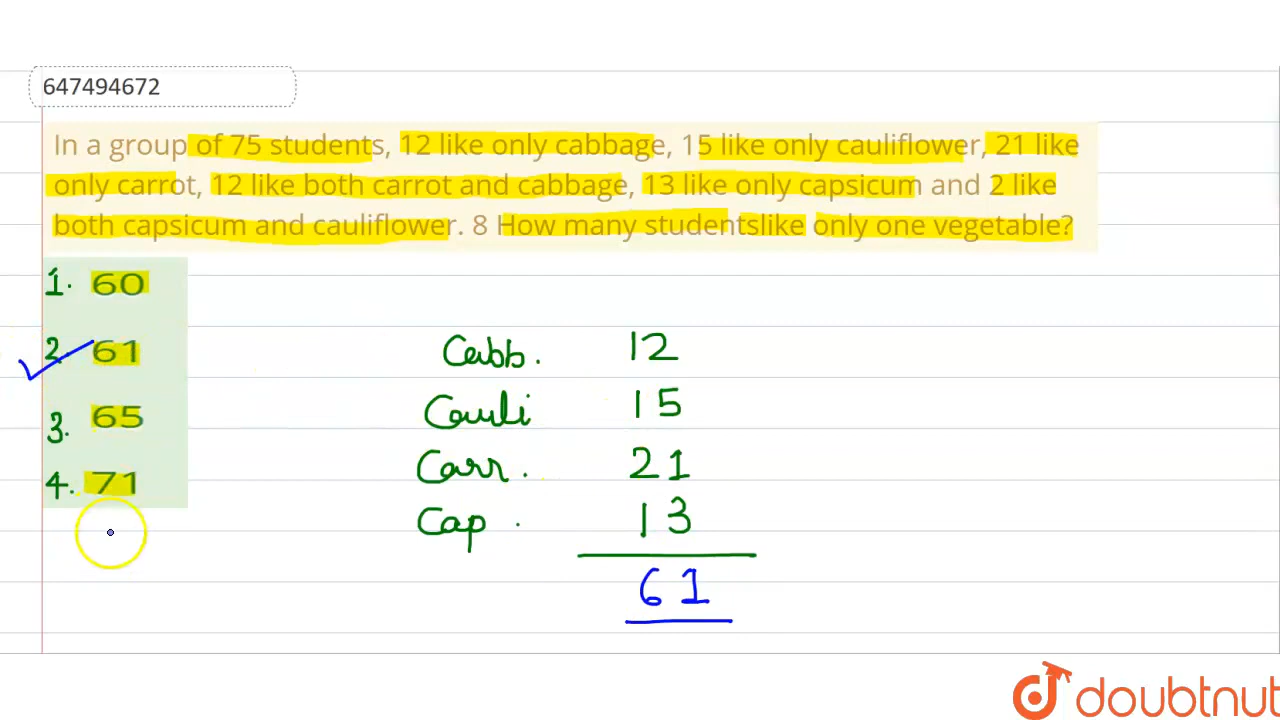 647494672
In a group of 75 students, 12 like only cabbage, 15 like only cauliflower, 21 like
only carrot, 12 like both carrot and cabbage, 13 like only capsicum and 2 like
both capsicum and cauliflower. 8 How many studentslike only one vegetable?
1. 60
2. 61
3. 65
4. 71
Cabb. 12
Cauli 15
Carr. 21
Cap. 13
61
doubtnut